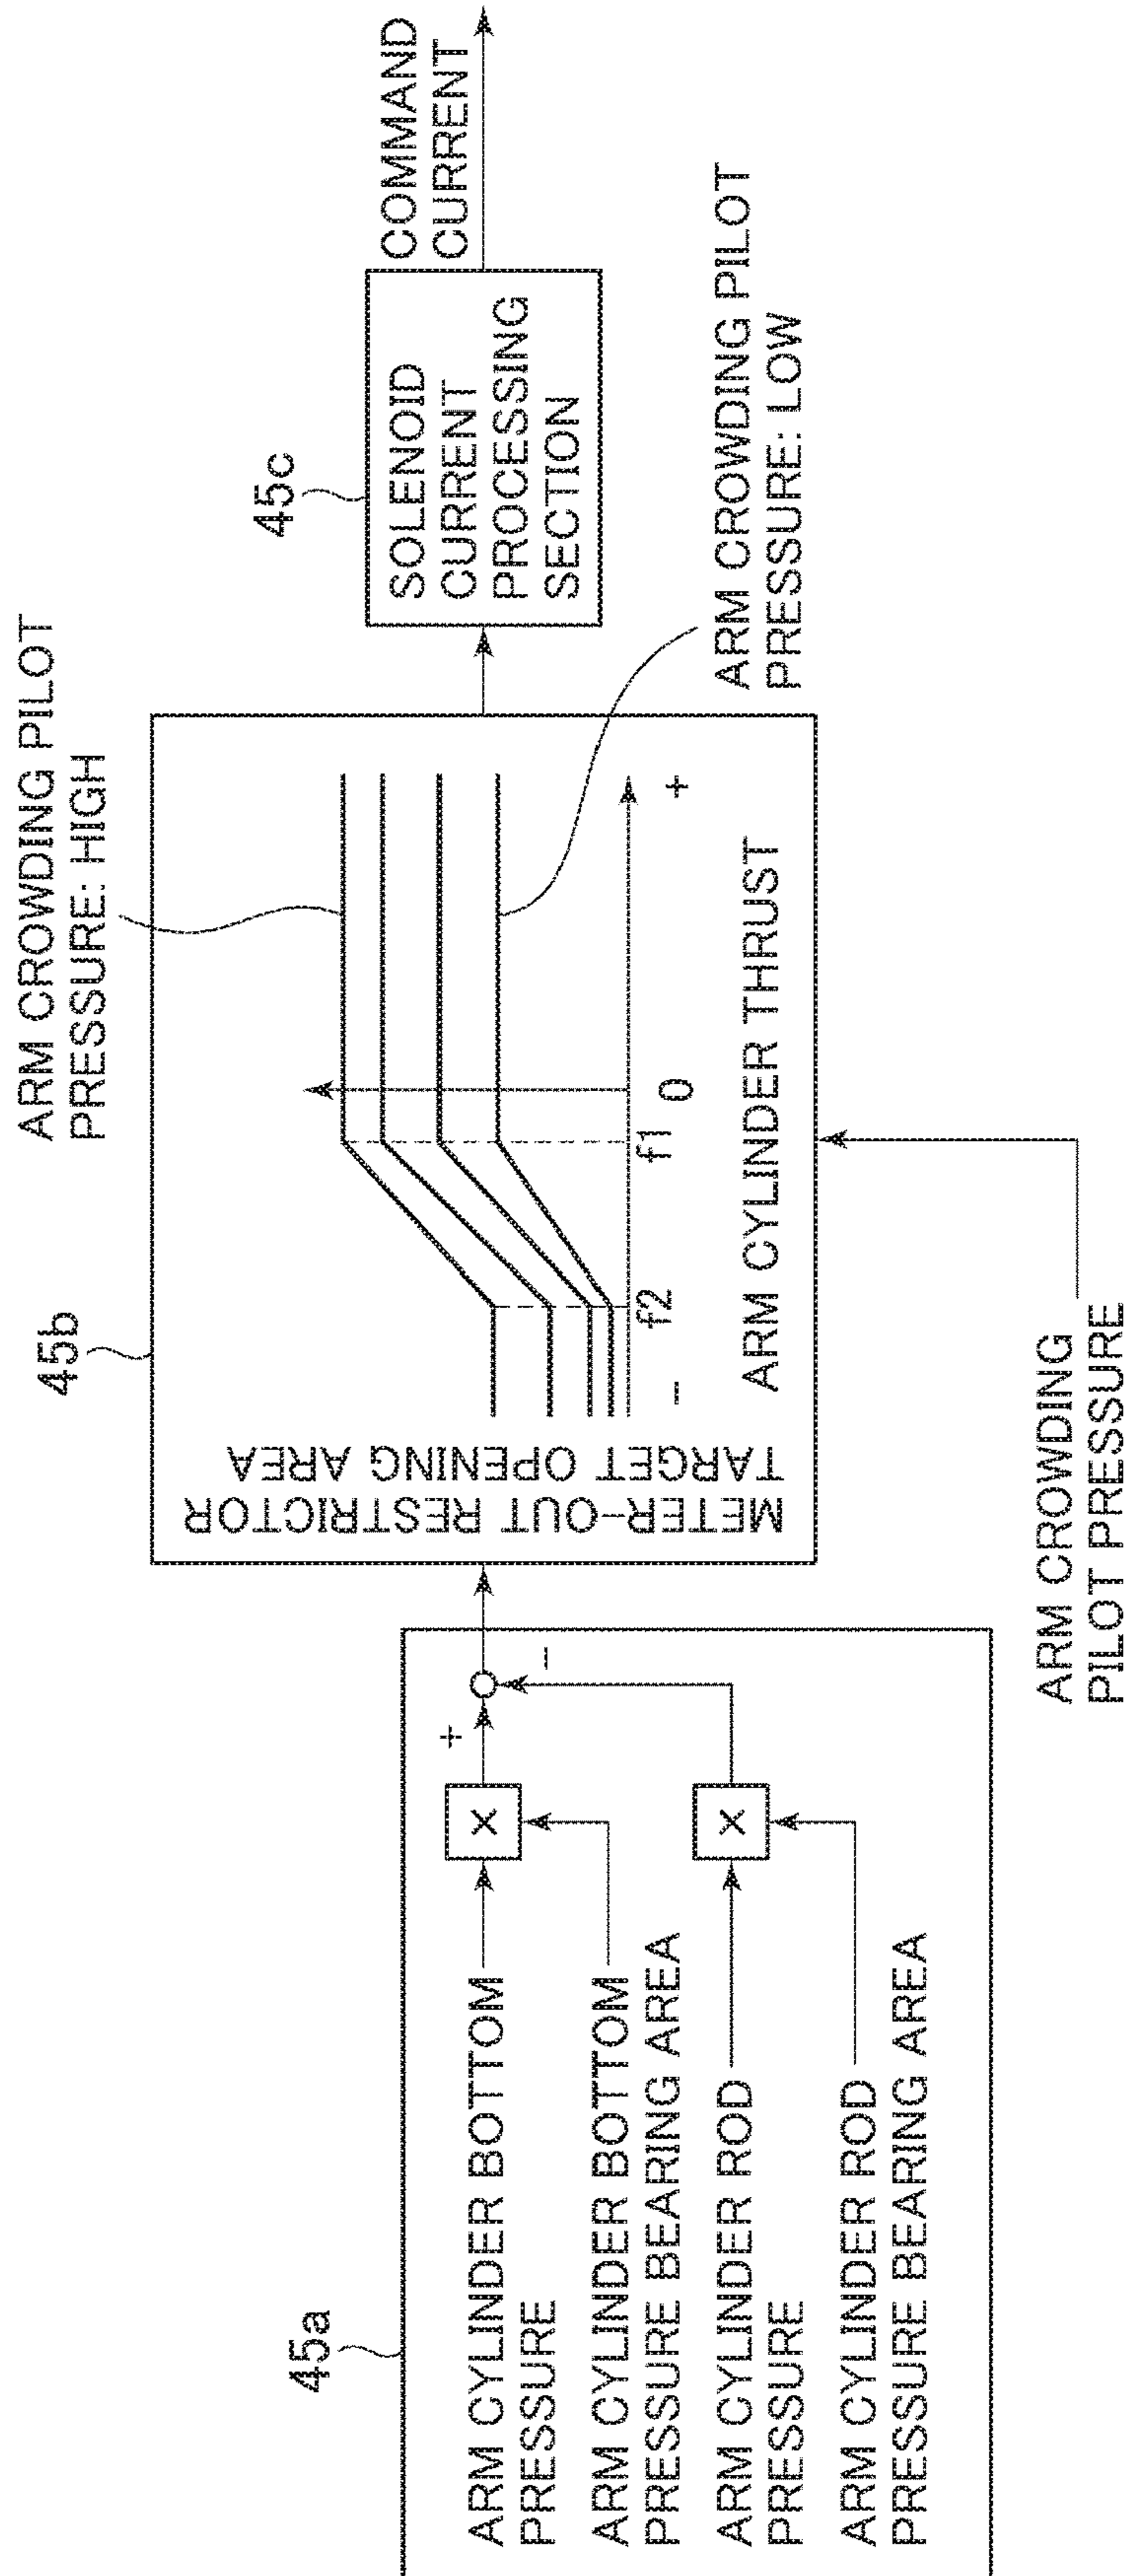 45a
ARM CYLINDER BOTTOM
PRESSURE
ARM CYLINDER BOTTOM
PRESSURE BEARING AREA
ARM CYLINDER ROD
PRESSURE
ARM CYLINDER ROD
PRESSURE BEARING AREA
×
×
+
−
45b
METER-OUT RESTRICTOR
TARGET OPENING AREA
−
f2
f1
0
+
ARM CYLINDER THRUST
ARM CROWDING PILOT
PRESSURE: HIGH
ARM CROWDING PILOT
PRESSURE: LOW
ARM CROWDING
PILOT PRESSURE
45c
SOLENOID
CURRENT
PROCESSING
SECTION
COMMAND
CURRENT